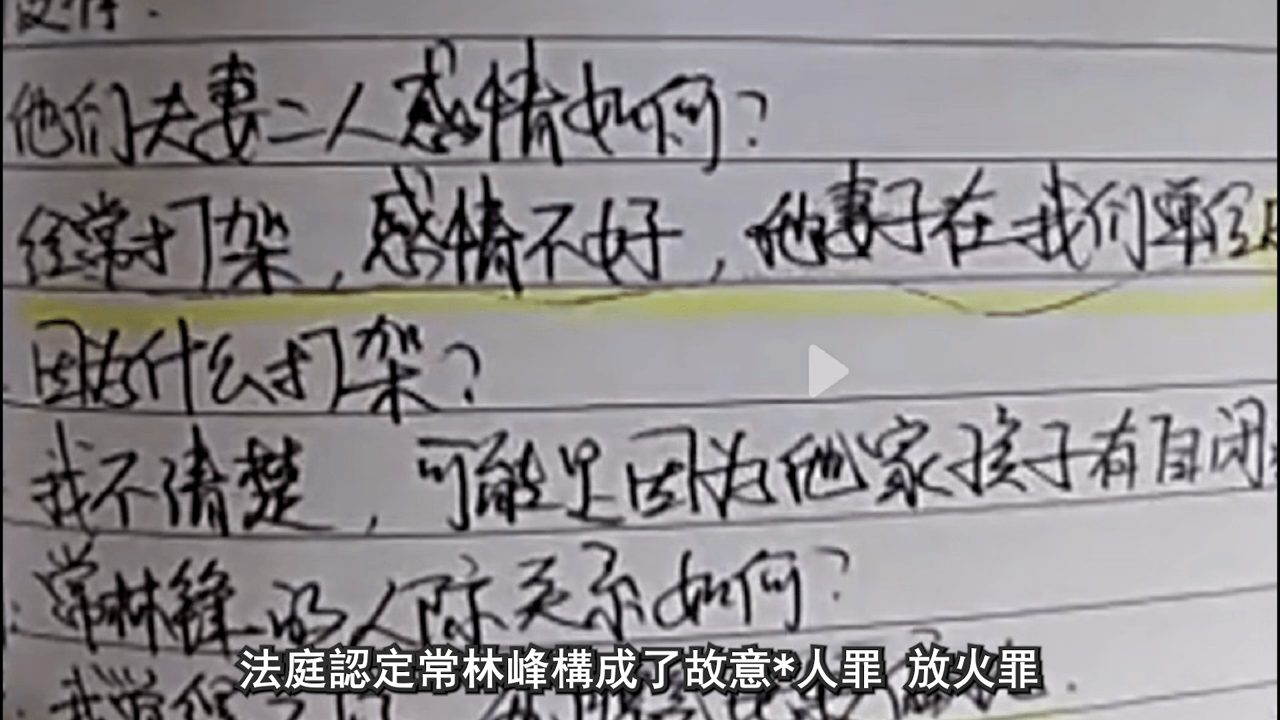 他们夫妻二人感情如何？
经常打架，感情不好，他妻子在我们单位
因为什么打架？
我不清楚，可能是因为他家孩子有自闭
常林锋的人际关系如何？
我觉得
法庭認定常林峰構成了故意*人罪 放火罪